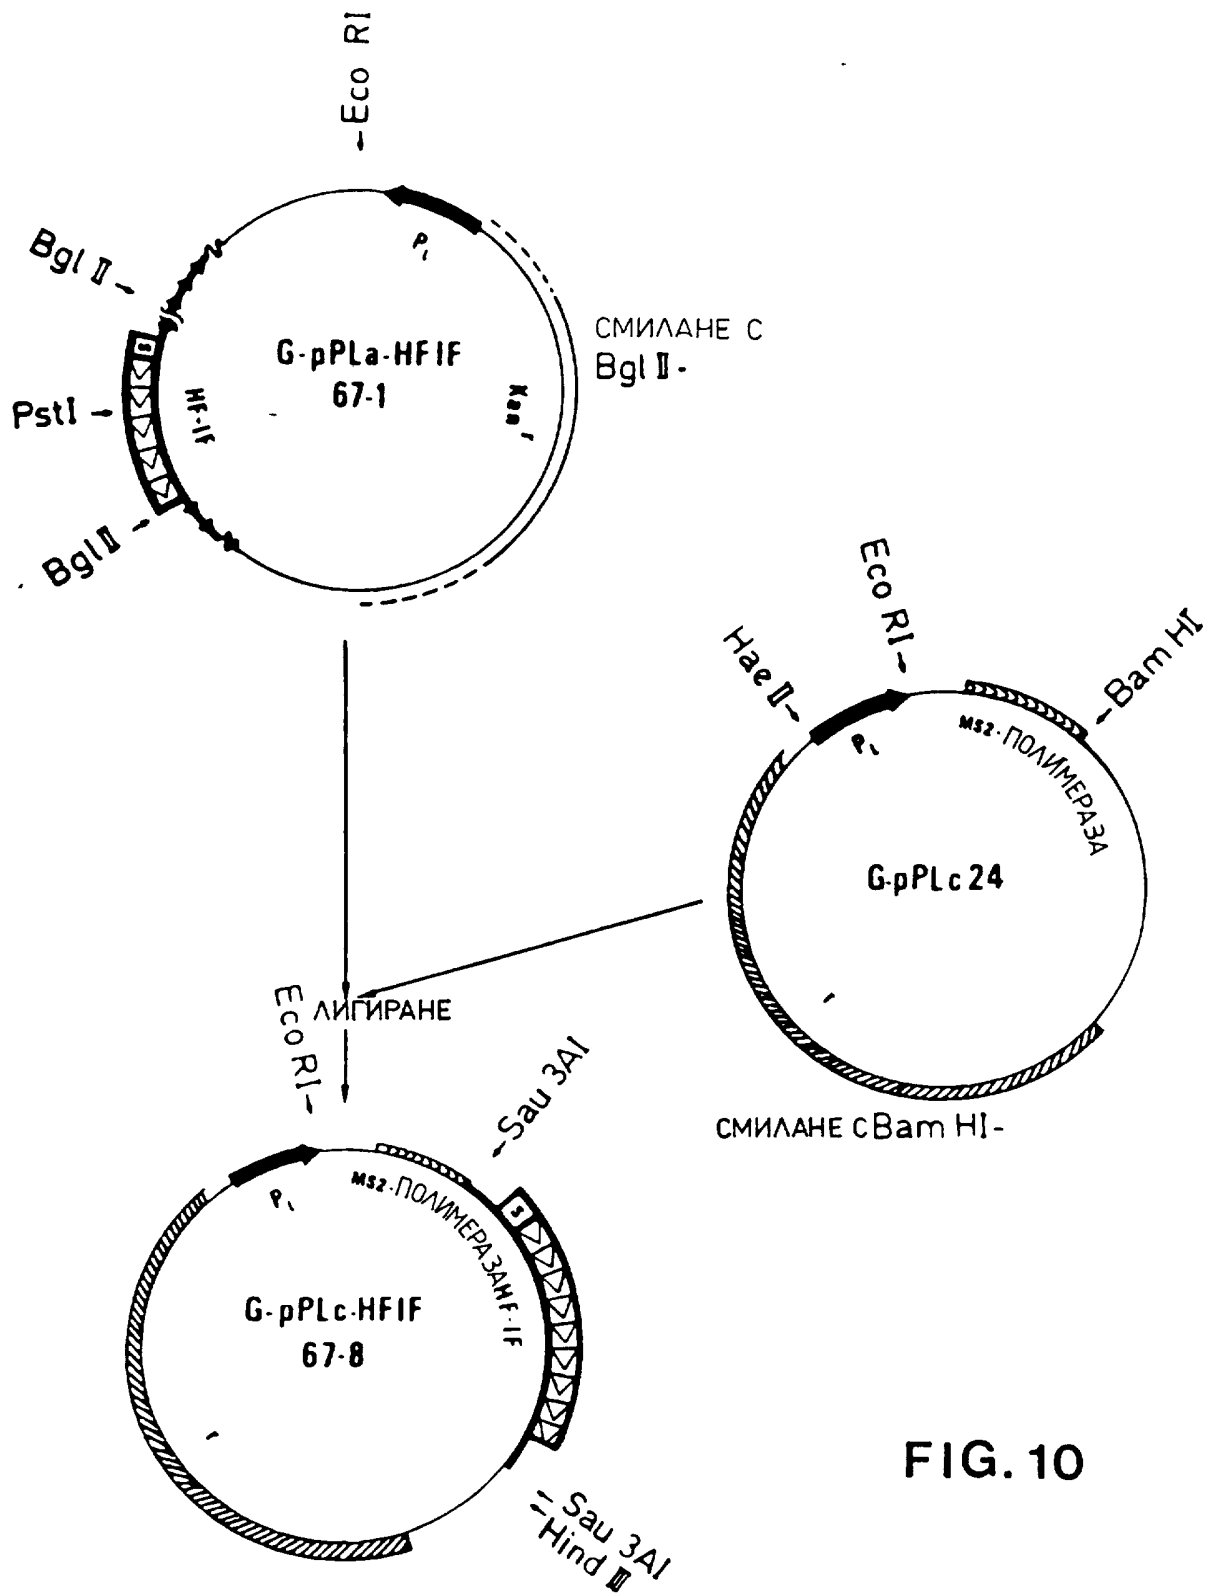 Eco RI
P L
Bgl II
СМИЛАНЕ С
Bgl II-
G-pPLa-HFIF
67-1
Kan r
PstI
HF-IF
S
Bgl II
Eco RI
Hae II
Bam HI
P L
MS2-ПОЛИМЕРАЗА
G-pPLc24
r
ЛИГИРАНЕ
Eco RI
СМИЛАНЕ С Bam HI-
Sau 3AI
P L
MS2-ПОЛИМЕРАЗА HF-IF
S
G-pPLc-HFIF
67-8
r
FIG. 10
Sau 3AI
Hind III